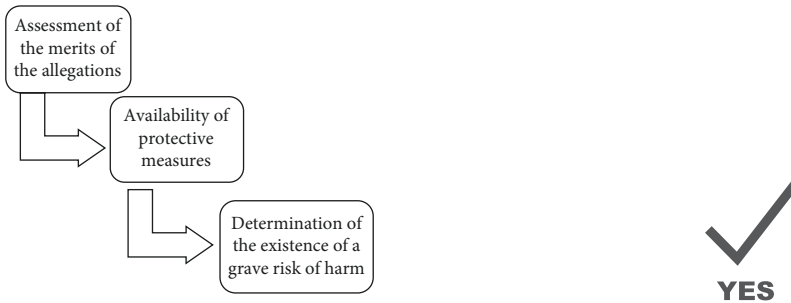 Assessment of
the merits of
the allegations
Availability of
protective
measures
Determination of
the existence of a
grave risk of harm
YES